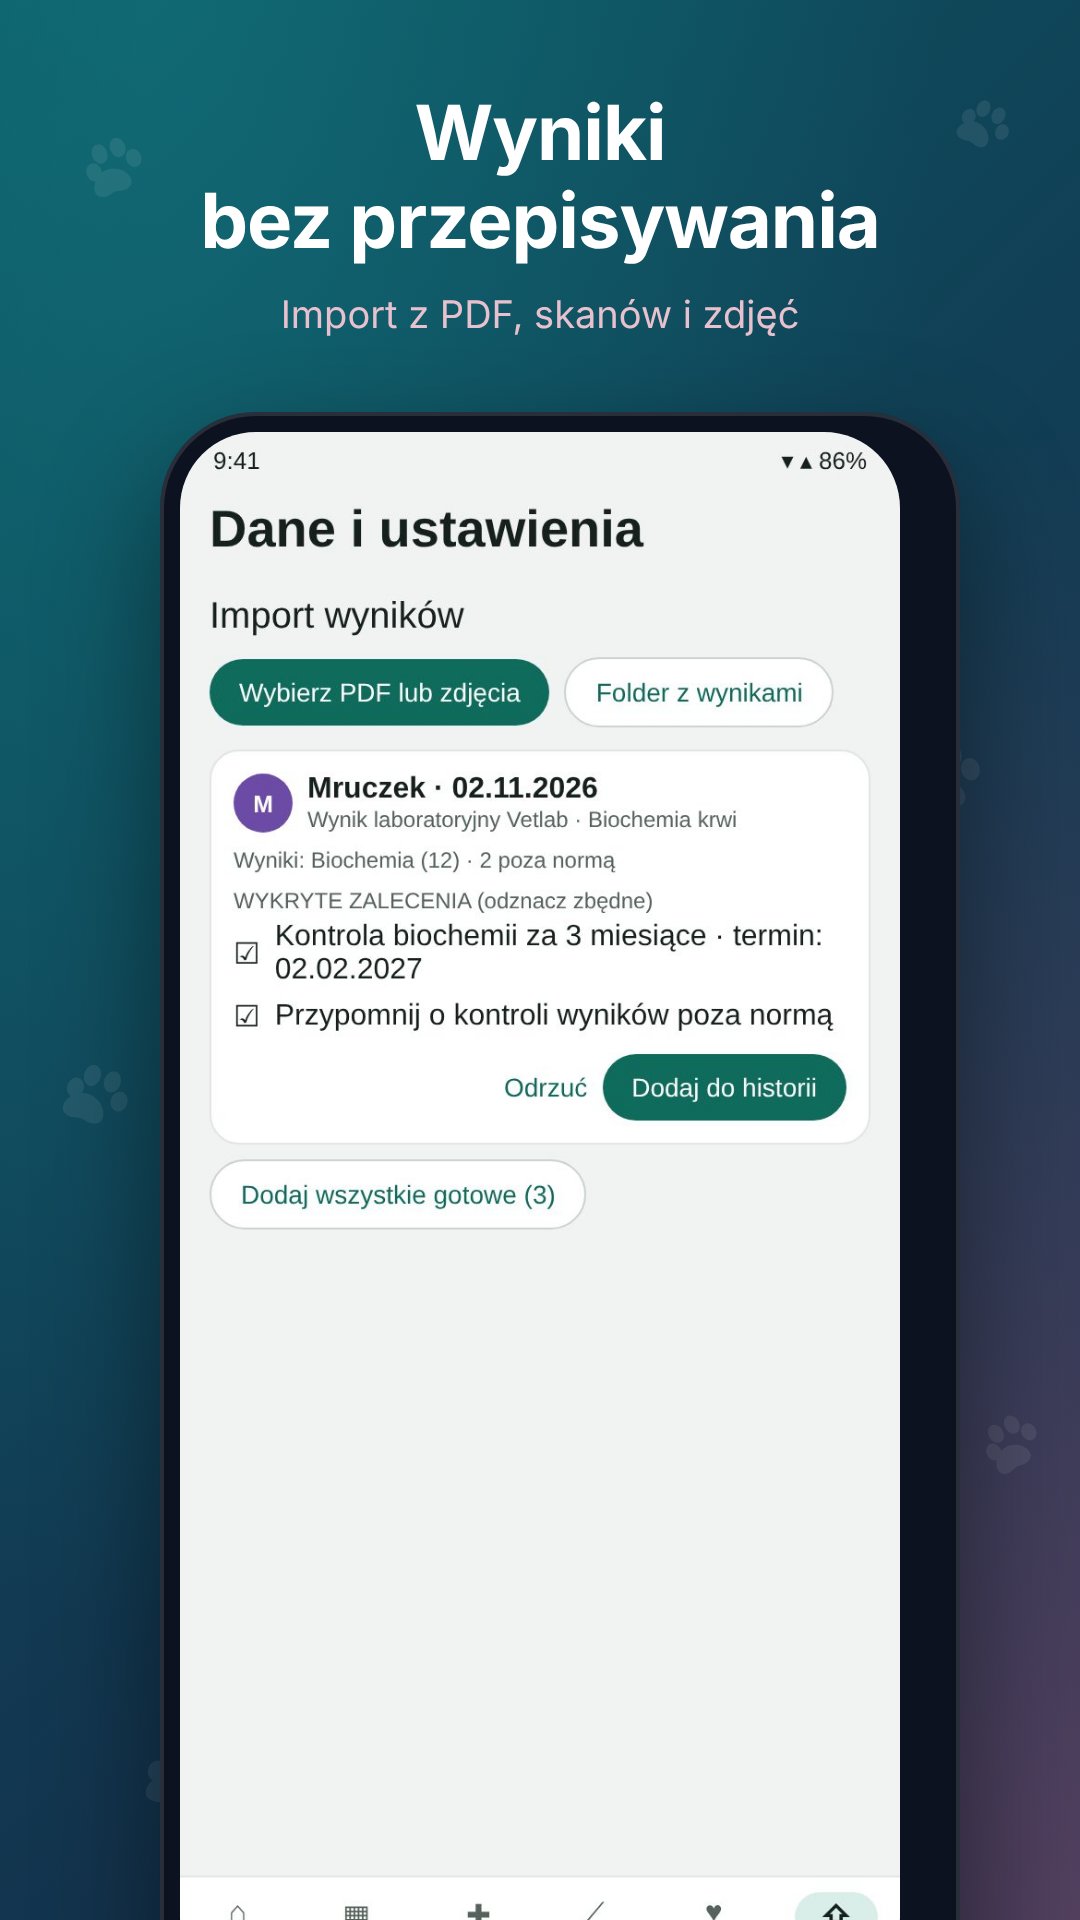 Wyniki
bez przepisywania
Import z PDF, skanów i zdjęć
9:41
86%
Dane i ustawienia
Import wyników
Wybierz PDF lub zdjęcia
Folder z wynikami
M
Mruczek · 02.11.2026
Wynik laboratoryjny Vetlab · Biochemia krwi
Wyniki: Biochemia (12) · 2 poza normą
WYKRYTE ZALECENIA (odznacz zbędne)
Kontrola biochemii za 3 miesiące · termin:
02.02.2027
Przypomnij o kontroli wyników poza normą
Odrzuć
Dodaj do historii
Dodaj wszystkie gotowe (3)